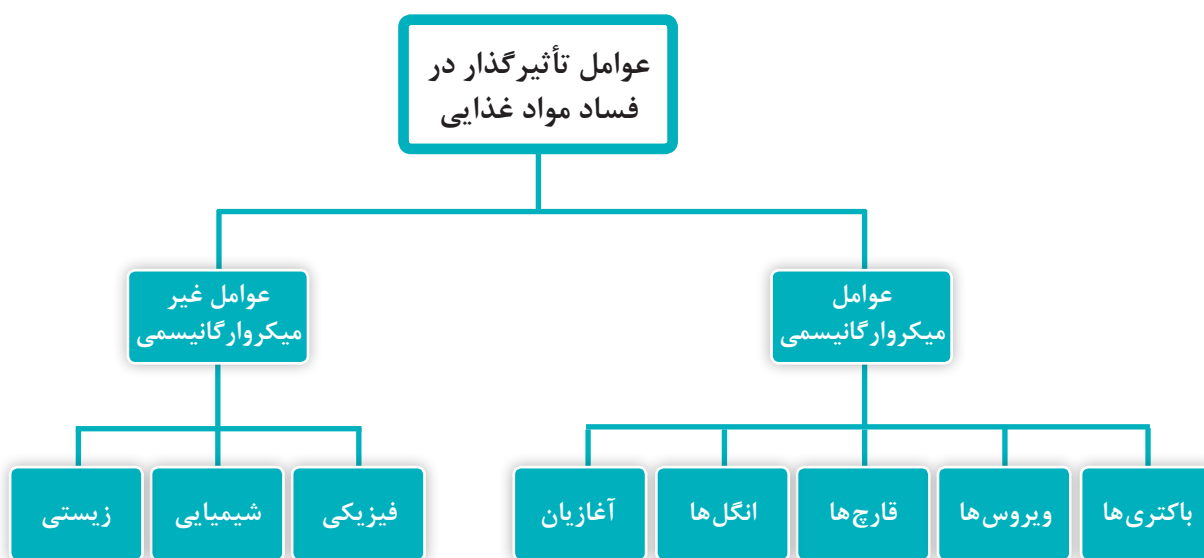 عوامل تأثیرگذار در
فساد مواد غذایی
عوامل
میکروارگانیسمی
عوامل غیر
میکروارگانیسمی
باکتری‌ها
ویروس‌ها
قارچ‌ها
انگل‌ها
آغازیان
فیزیکی
شیمیایی
زیستی